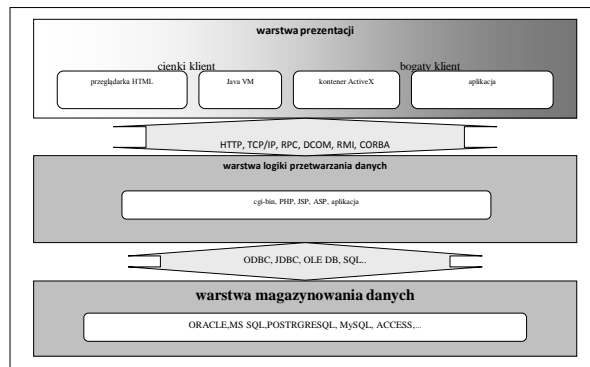 warstwa prezentacji
cienki klient
bogaty klient
przeglądarka HTML
Java VM
kontener ActiveX
aplikacja
HTTP, TCP/IP, RPC, DCOM, RMI, CORBA
warstwa logiki przetwarzania danych
cgi-bin, PHP, JSP, ASP, aplikacja
ODBC, JDBC, OLE DB, SQL..
warstwa magazynowania danych
ORACLE,MS SQL,POSTRGRESQL, MySQL, ACCESS,...